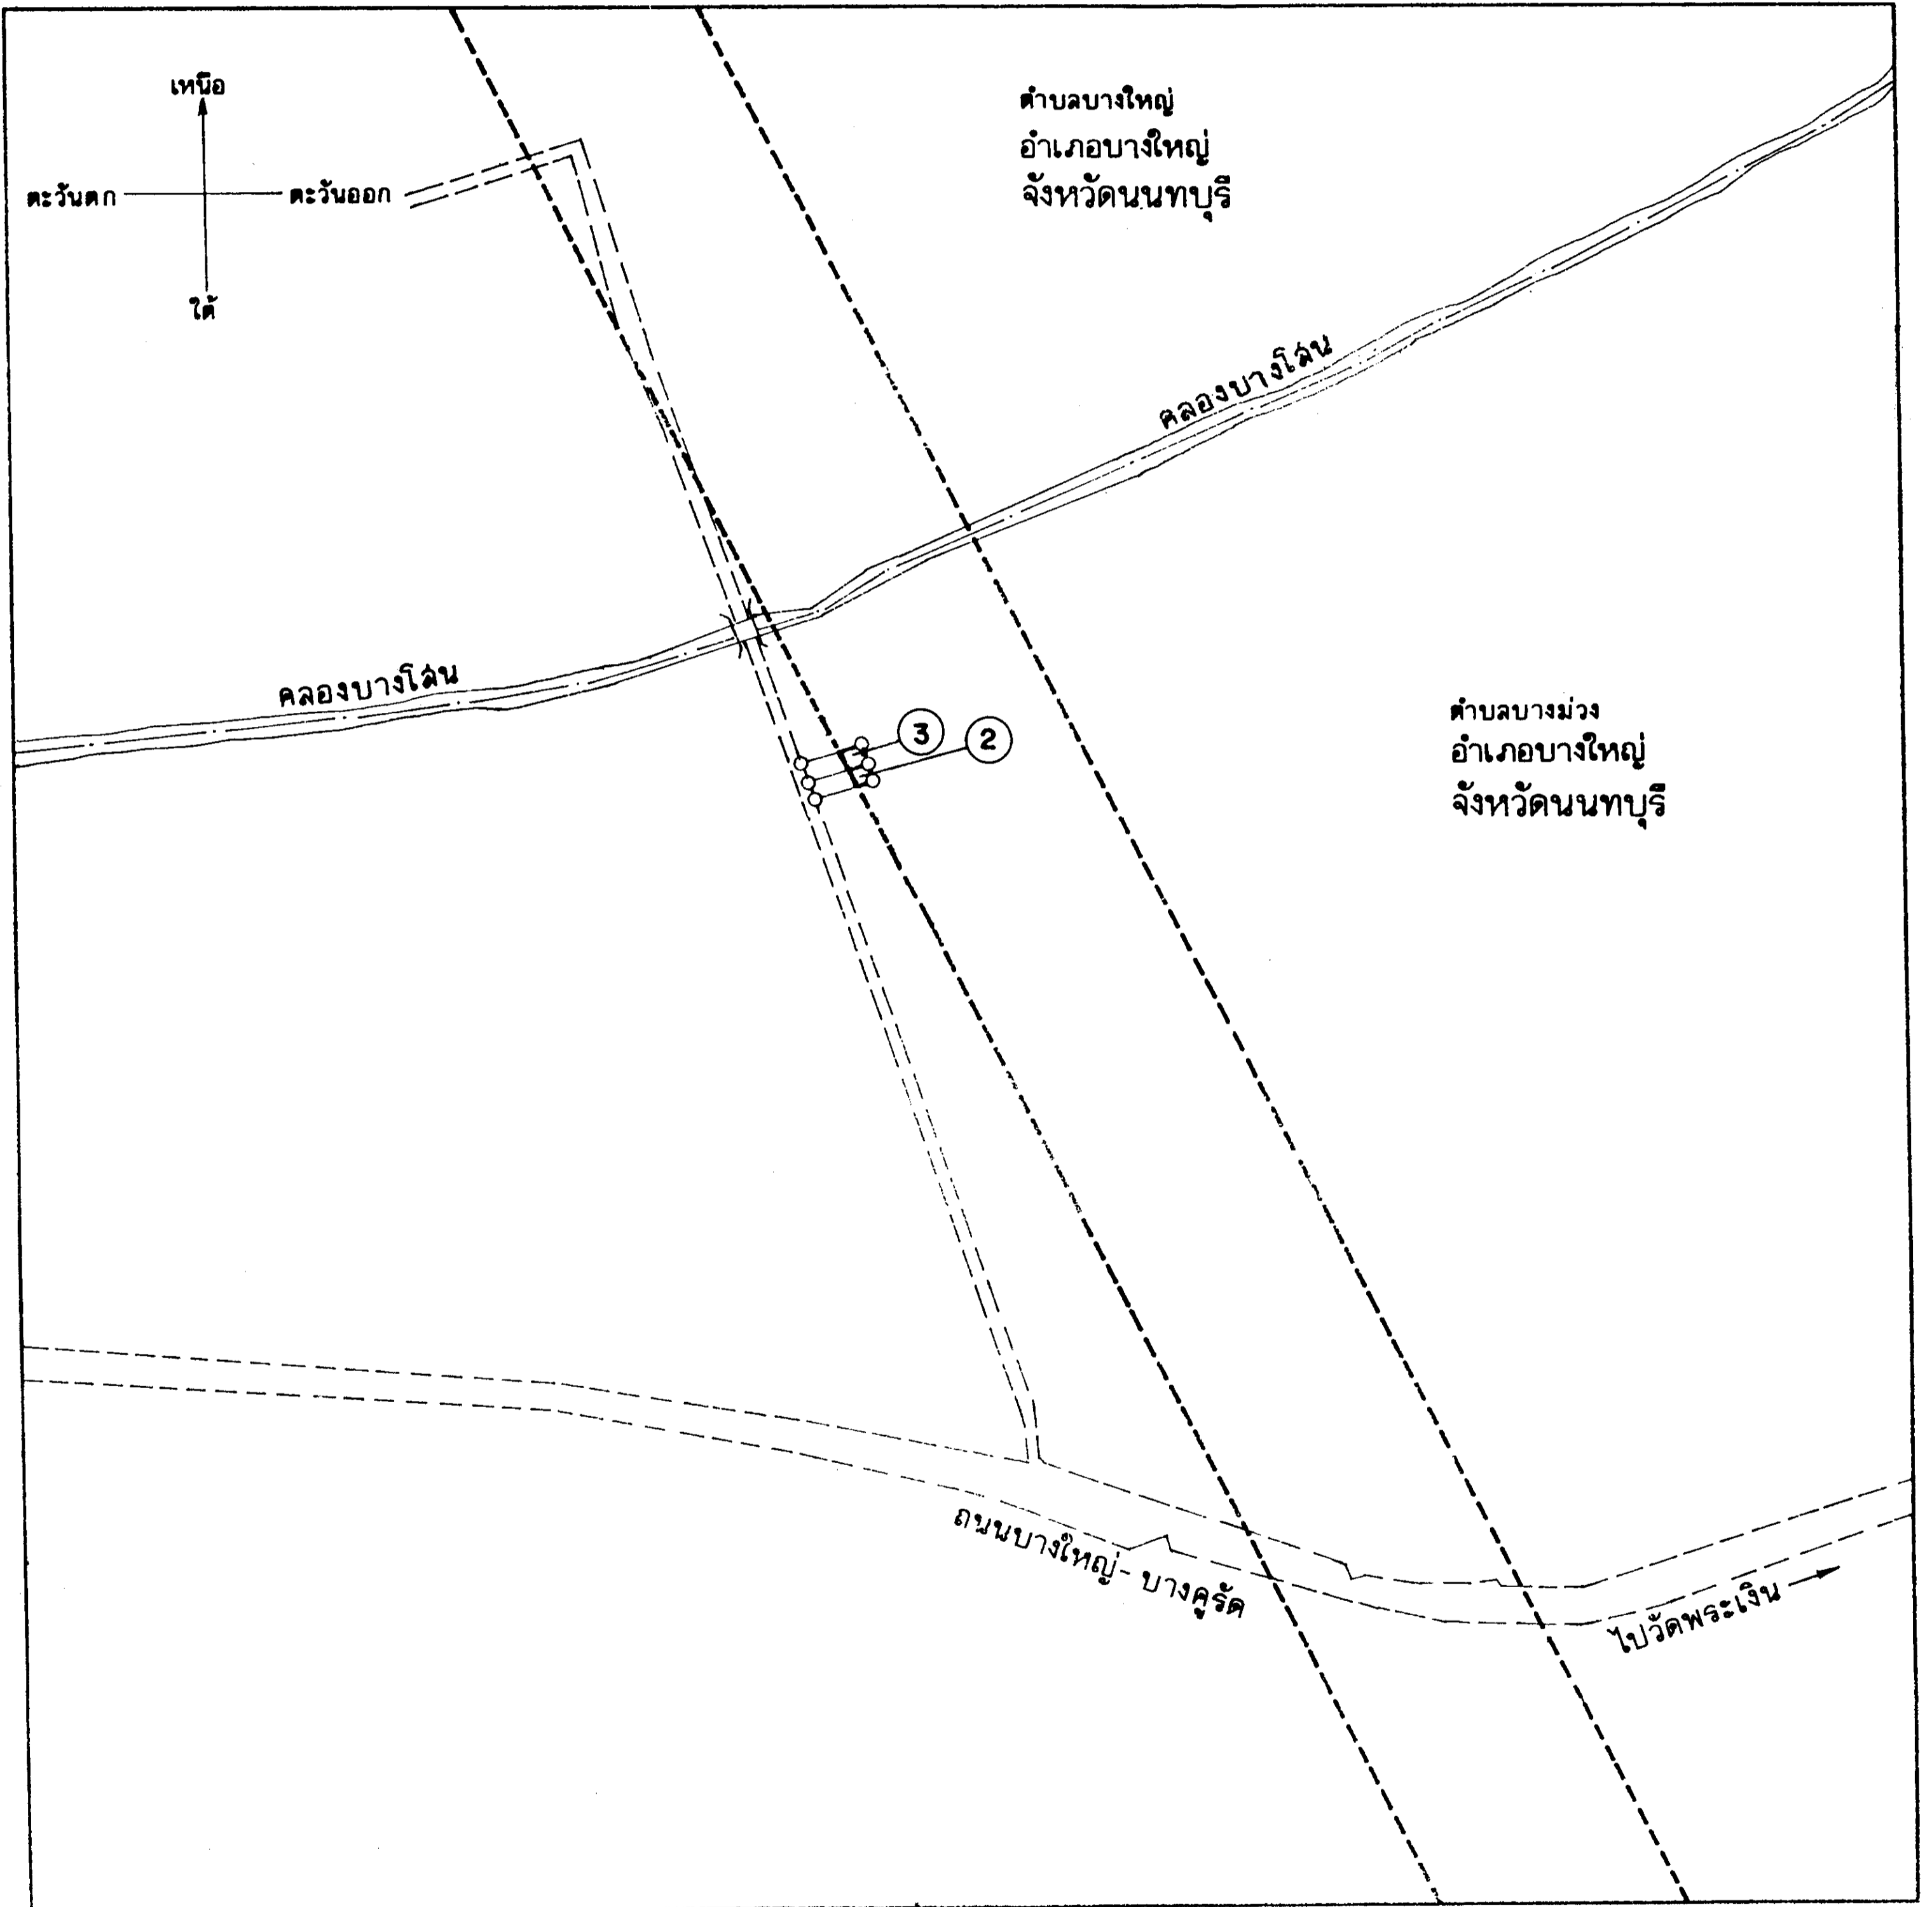 เหนือ
ตะวันตก
ตะวันออก
ใต้
ตำบลบางใหญ่
อำเภอบางใหญ่
จังหวัดนนทบุรี
คลองบางโสน
คลองบางโสน
3
2
ตำบลบางม่วง
อำเภอบางใหญ่
จังหวัดนนทบุรี
ถนนบางใหญ่-บางคูรัด
ไปวัดพระเงิน